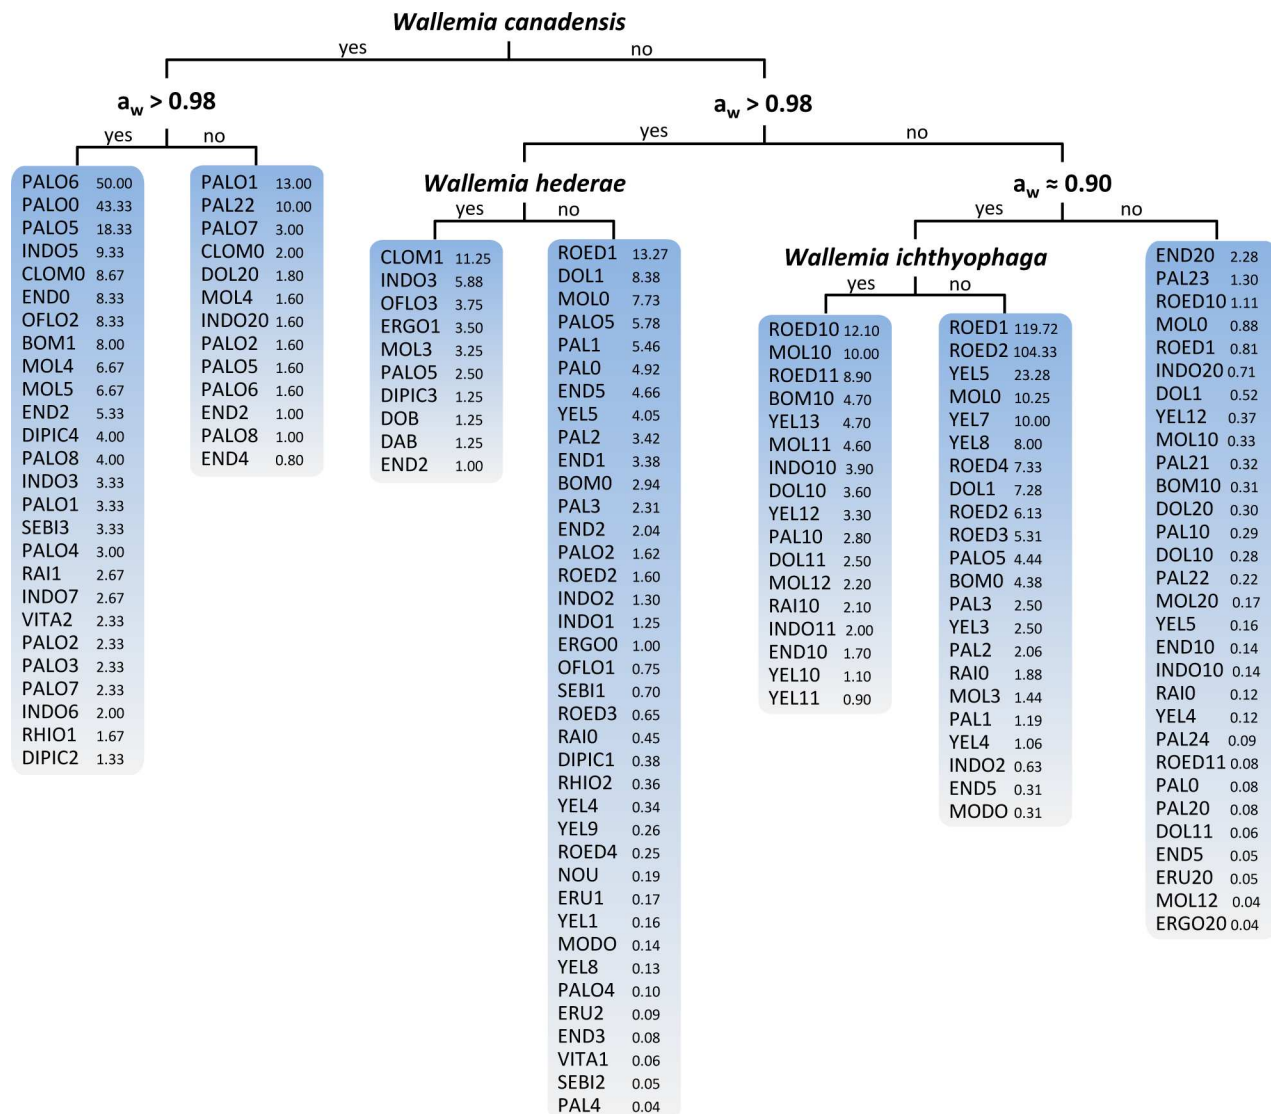 Wallemia canadensis
yes
no
a_w > 0.98
yes
no
PALO6 50.00
PALO0 43.33
PALO5 18.33
INDO5 9.33
CLOM0 8.67
END0 8.33
OFLO2 8.33
BOM1 8.00
MOL4 6.67
MOL5 6.67
END2 5.33
DIPIC4 4.00
PALO8 4.00
INDO3 3.33
PALO1 3.33
SEBI3 3.33
PALO4 3.00
RAI1 2.67
INDO7 2.67
VITA2 2.33
PALO2 2.33
PALO3 2.33
PALO7 2.33
INDO6 2.00
RHIO1 1.67
DIPIC2 1.33
PALO1 13.00
PAL22 10.00
PALO7 3.00
CLOM0 2.00
DOL20 1.80
MOL4 1.60
INDO20 1.60
PALO2 1.60
PALO5 1.60
PALO6 1.60
END2 1.00
PALO8 1.00
END4 0.80
a_w > 0.98
yes
no
Wallemia hederae
yes
no
CLOM1 11.25
INDO3 5.88
OFLO3 3.75
ERGO1 3.50
MOL3 3.25
PALO5 2.50
DIPIC3 1.25
DOB 1.25
DAB 1.25
END2 1.00
ROED1 13.27
DOL1 8.38
MOL0 7.73
PALO5 5.78
PAL1 5.46
PAL0 4.92
END5 4.66
YEL5 4.05
PAL2 3.42
END1 3.38
BOM0 2.94
PAL3 2.31
END2 2.04
PALO2 1.62
ROED2 1.60
INDO2 1.30
INDO1 1.25
ERGO0 1.00
OFLO1 0.75
SEBI1 0.70
ROED3 0.65
RAI0 0.45
DIPIC1 0.38
RHIO2 0.36
YEL4 0.34
YEL9 0.26
ROED4 0.25
NOU 0.19
ERU1 0.17
YEL1 0.16
MODO 0.14
YEL8 0.13
PALO4 0.10
ERU2 0.09
END3 0.08
VITA1 0.06
SEBI2 0.05
PAL4 0.04
a_w ≈ 0.90
yes
no
Wallemia ichthyophaga
yes
no
ROED10 12.10
MOL10 10.00
ROED11 8.90
BOM10 4.70
YEL13 4.70
MOL11 4.60
INDO10 3.90
DOL10 3.60
YEL12 3.30
PAL10 2.80
DOL11 2.50
MOL12 2.20
RAI10 2.10
INDO11 2.00
END10 1.70
YEL10 1.10
YEL11 0.90
ROED1 119.72
ROED2 104.33
YEL5 23.28
MOL0 10.25
YEL7 10.00
YEL8 8.00
ROED4 7.33
DOL1 7.28
ROED2 6.13
ROED3 5.31
PALO5 4.44
BOM0 4.38
PAL3 2.50
YEL3 2.50
PAL2 2.06
RAI0 1.88
MOL3 1.44
PAL1 1.19
YEL4 1.06
INDO2 0.63
END5 0.31
MODO 0.31
END20 2.28
PAL23 1.30
ROED10 1.11
MOL0 0.88
ROED1 0.81
INDO20 0.71
DOL1 0.52
YEL12 0.37
MOL10 0.33
PAL21 0.32
BOM10 0.31
DOL20 0.30
PAL10 0.29
DOL10 0.28
PAL22 0.22
MOL20 0.17
YEL5 0.16
END10 0.14
INDO10 0.14
RAI0 0.12
YEL4 0.12
PAL24 0.09
ROED11 0.08
PAL0 0.08
PAL20 0.08
DOL11 0.06
END5 0.05
ERU20 0.05
MOL12 0.04
ERGO20 0.04